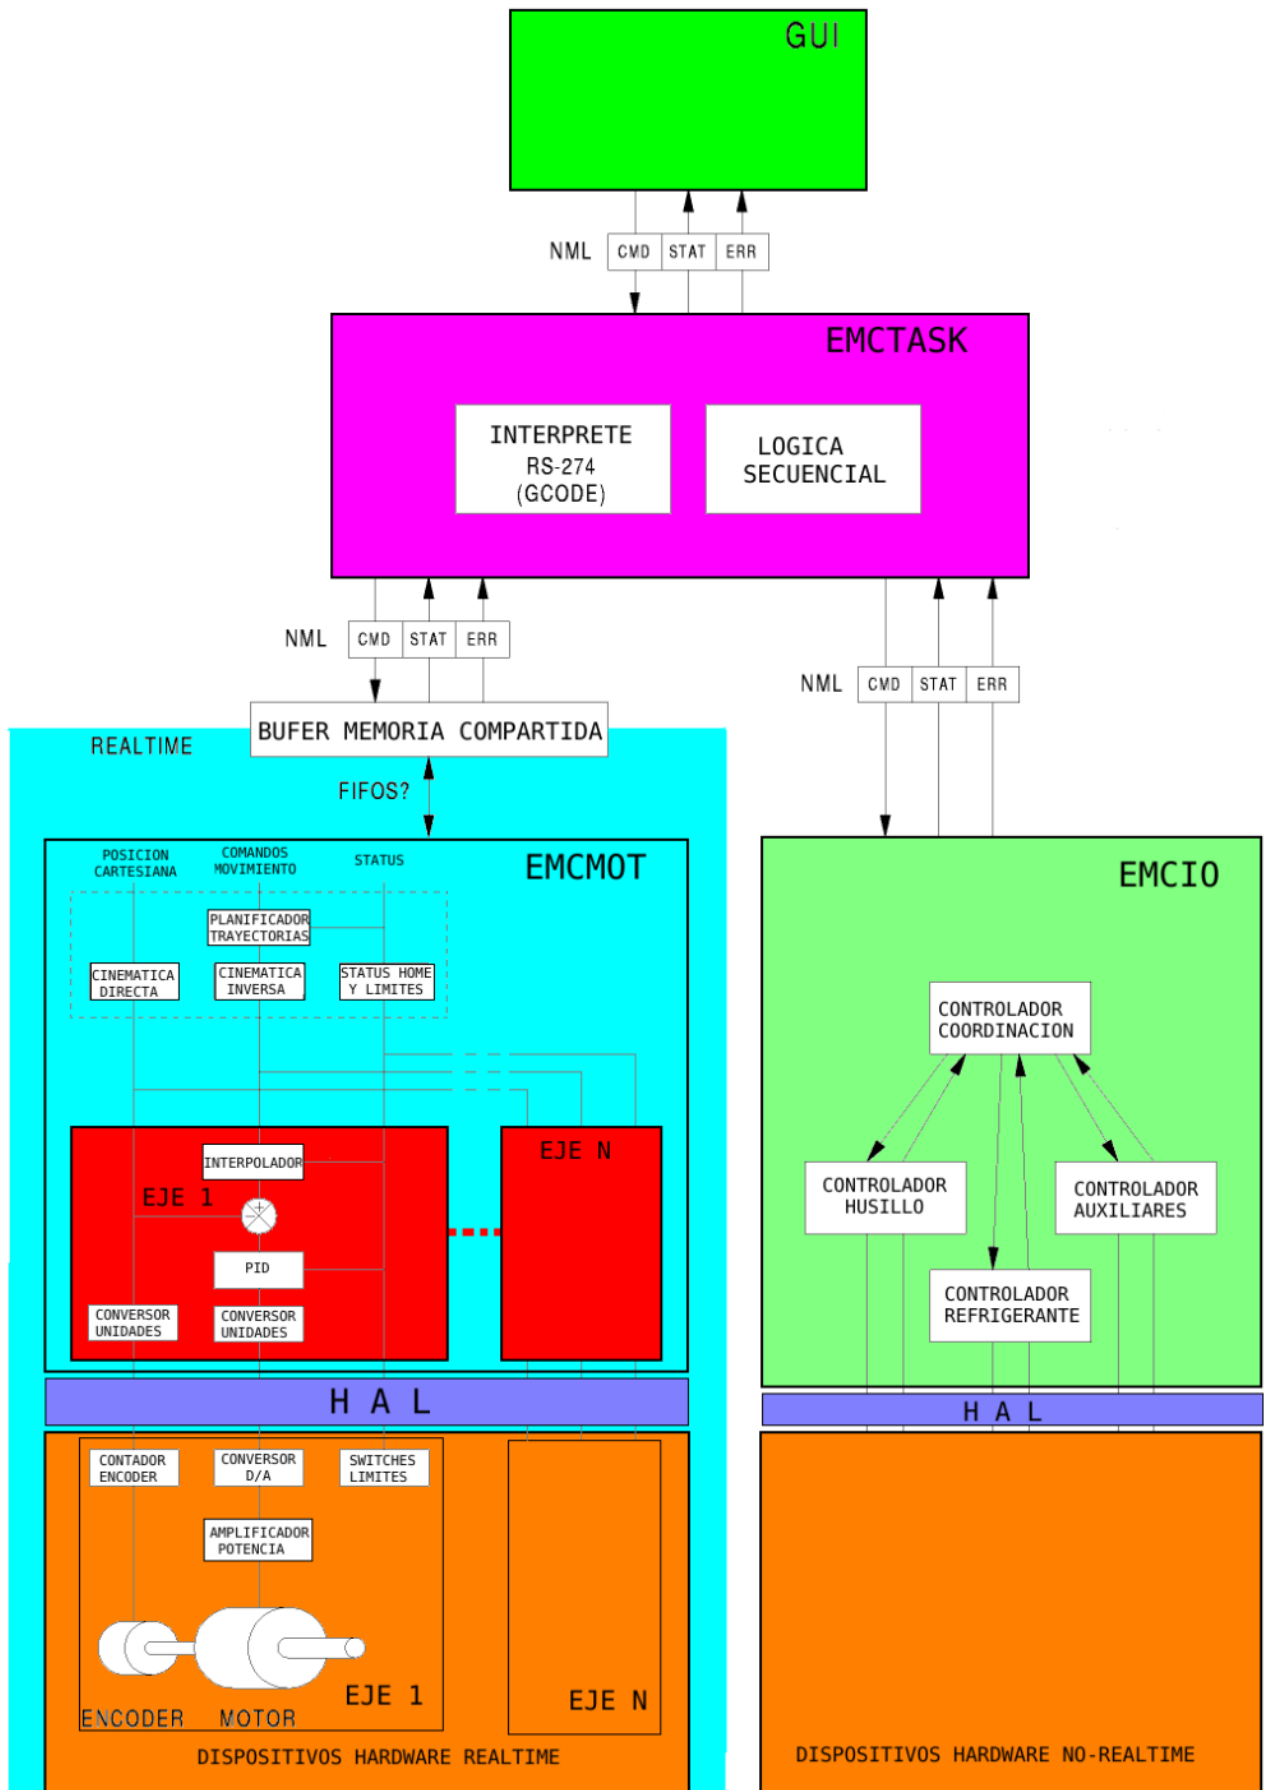 GUI
NML CMD STAT ERR
EMCTASK
INTERPRETE
RS-274
(GCODE)
LOGICA
SECUENCIAL
NML CMD STAT ERR
NML CMD STAT ERR
BUFER MEMORIA COMPARTIDA
REALTIME
FIFOS?
EMCMOT
POSICION
CARTESIANA
COMANDOS
MOVIMIENTO
STATUS
PLANIFICADOR
TRAYECTORIAS
CINEMATICA
DIRECTA
CINEMATICA
INVERSA
STATUS HOME
Y LIMITES
INTERPOLADOR
EJE 1
PID
CONVERSOR
UNIDADES
CONVERSOR
UNIDADES
EJE N
H A L
CONTADOR
ENCODER
CONVERSOR
D/A
SWITCHES
LIMITES
AMPLIFICADOR
POTENCIA
ENCODER
MOTOR
EJE 1
EJE N
DISPOSITIVOS HARDWARE REALTIME
EMCIO
CONTROLADOR
COORDINACION
CONTROLADOR
HUSILLO
CONTROLADOR
AUXILIARES
CONTROLADOR
REFRIGERANTE
H A L
DISPOSITIVOS HARDWARE NO-REALTIME